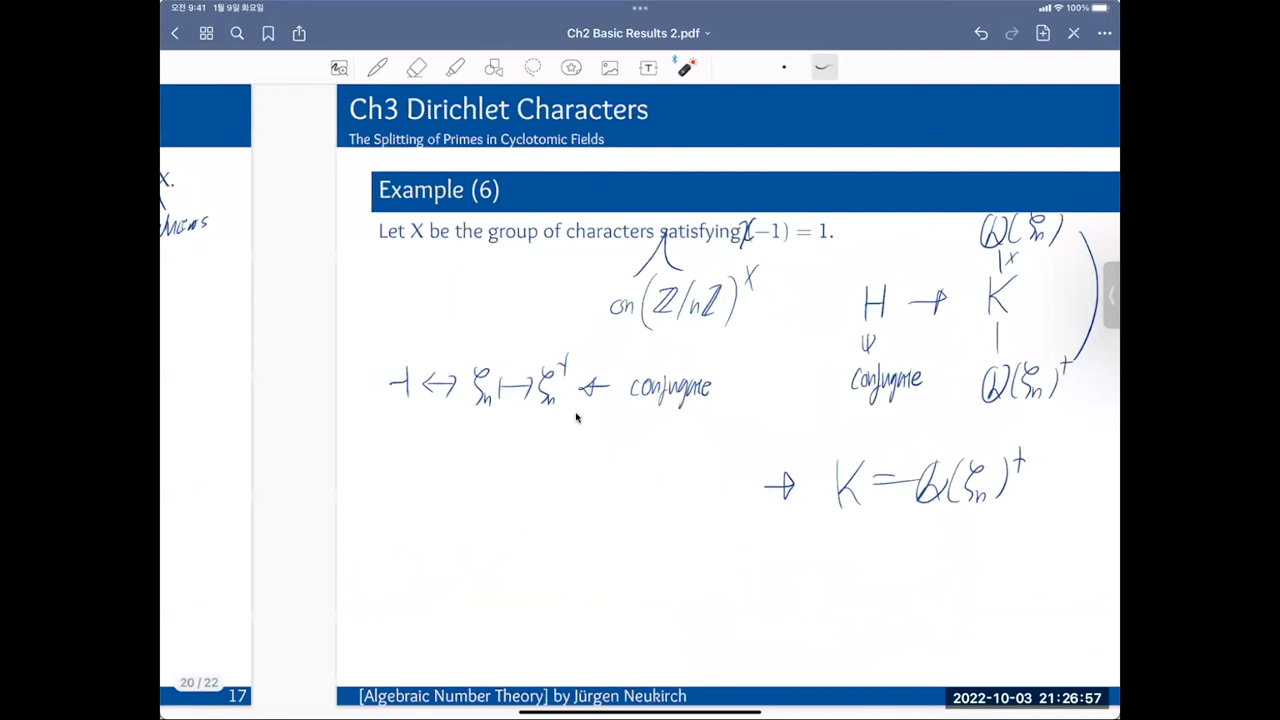 오전 9:41 1월 9일 화요일
100%
Ch2 Basic Results 2.pdf
Ch3 Dirichlet Characters
The Splitting of Primes in Cyclotomic Fields
Example (6)
Let X be the group of characters satisfying χ(−1) = 1.
on (ℤ/nℤ)^×
-1 ↔ ζₙ ↦ ζₙ⁻¹ ← conjugate
H → K
conjugate
Q(ζₙ)
K
Q(ζₙ)⁺
→ K = Q(ζₙ)⁺
X.
20 / 22
17
[Algebraic Number Theory] by Jürgen Neukirch
2022-10-03 21:26:57